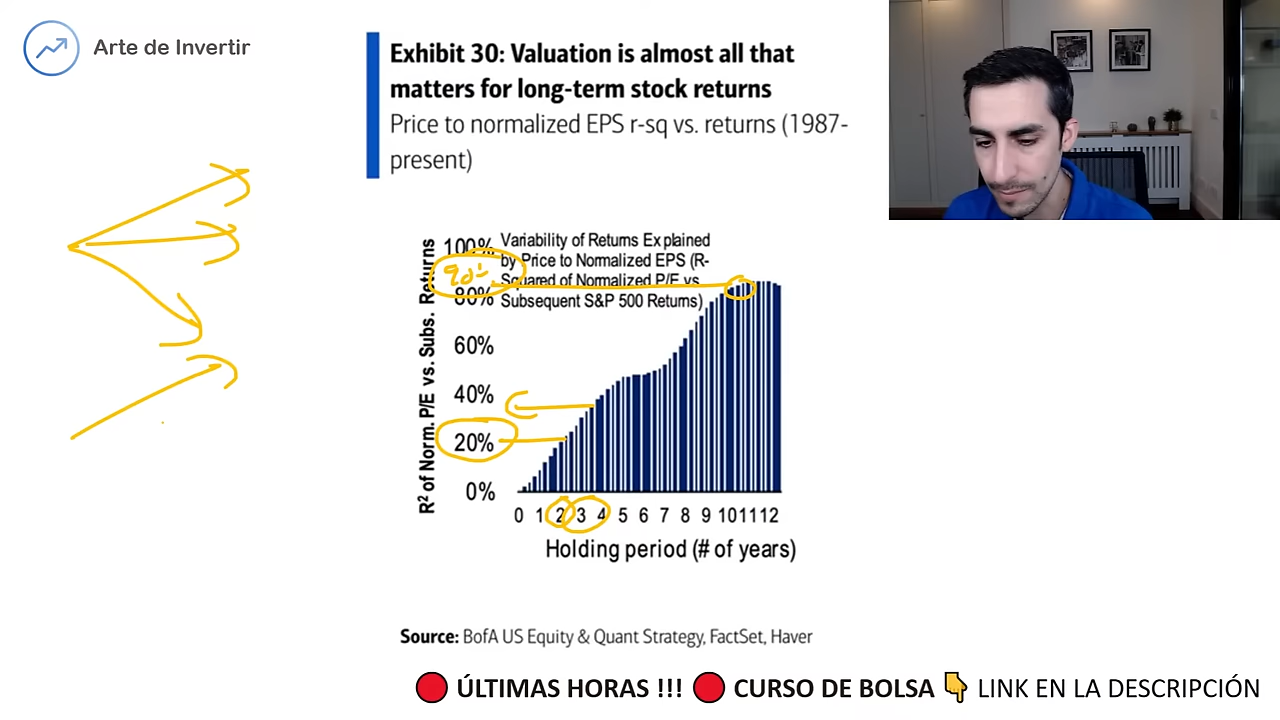 Arte de Invertir
Exhibit 30: Valuation is almost all that
matters for long-term stock returns
Price to normalized EPS r-sq vs. returns (1987-
present)
R² of Norm. P/E vs. Subs. Returns
100%
80%
60%
40%
20%
0%
Variability of Returns Explained
by Price to Normalized EPS (R-
Squared of Normalized P/E vs
Subsequent S&P 500 Returns)
0 1 2 3 4 5 6 7 8 9 10 11 12
Holding period (# of years)
Source: BofA US Equity & Quant Strategy, FactSet, Haver
🔴 ÚLTIMAS HORAS !!! 🔴 CURSO DE BOLSA 👇 LINK EN LA DESCRIPCIÓN